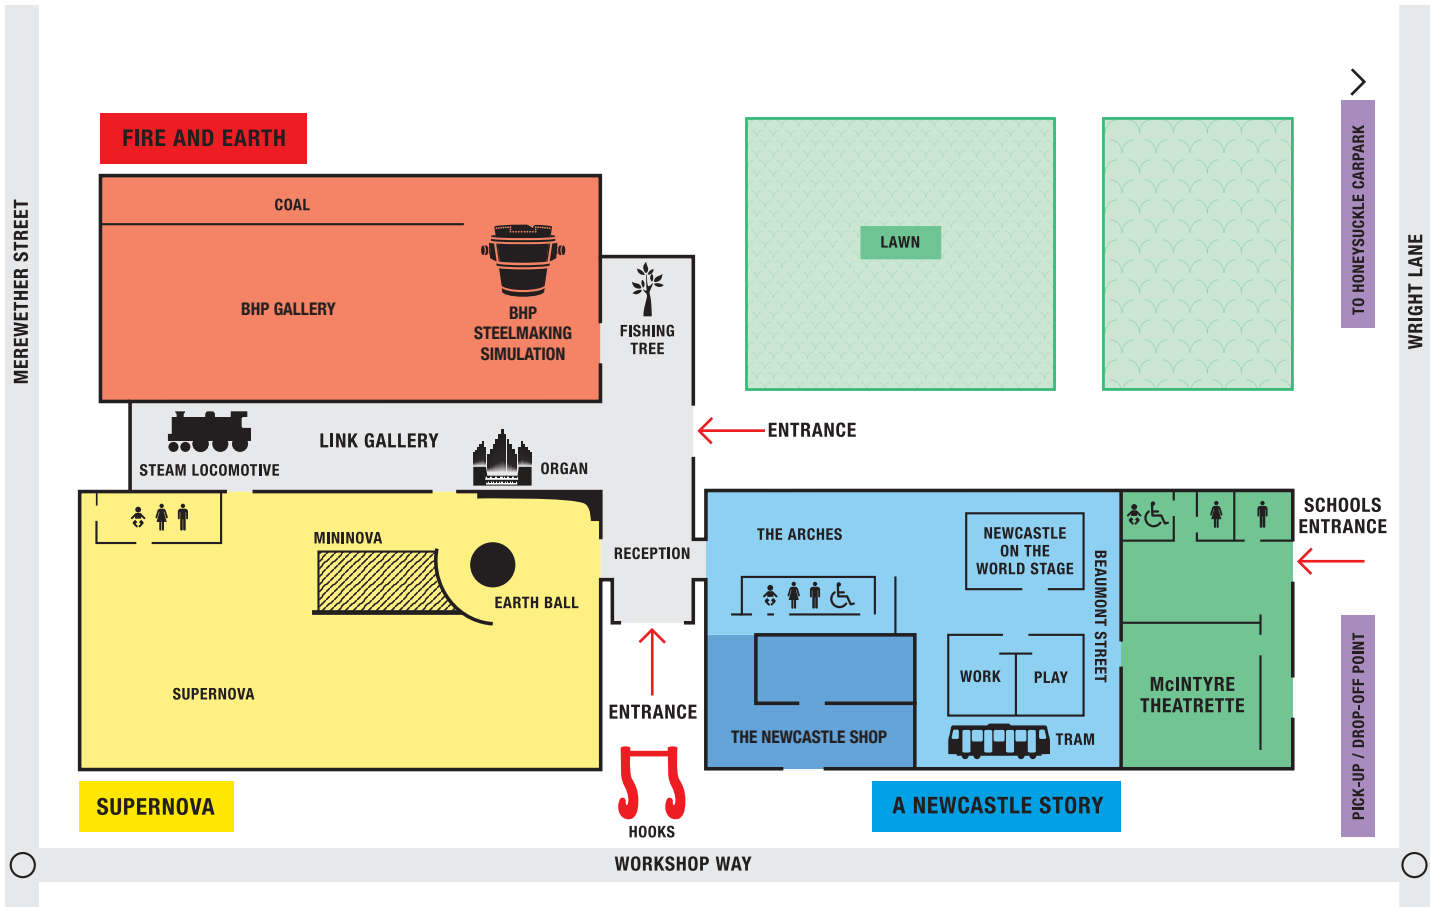 FIRE AND EARTH
COAL
BHP GALLERY
BHP
STEELMAKING
SIMULATION
FISHING
TREE
LAWN
TO HONEYSUCKLE CARPARK
MEREWETHER STREET
WRIGHT LANE
STEAM LOCOMOTIVE
LINK GALLERY
ORGAN
ENTRANCE
SCHOOLS
ENTRANCE
MININOVA
EARTH BALL
RECEPTION
THE ARCHES
NEWCASTLE
ON THE
WORLD STAGE
BEAUMONT STREET
SUPERNOVA
ENTRANCE
WORK
PLAY
McINTYRE
THEATRETTE
THE NEWCASTLE SHOP
TRAM
PICK-UP / DROP-OFF POINT
SUPERNOVA
HOOKS
A NEWCASTLE STORY
WORKSHOP WAY